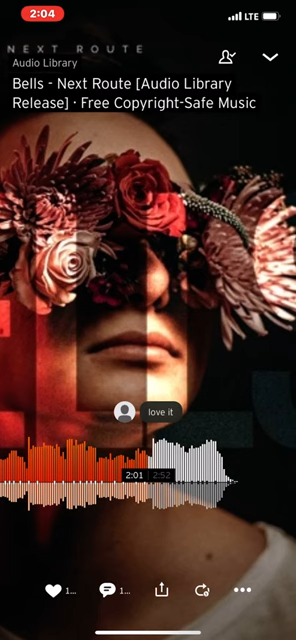 2:04
LTE
NEXT ROUTE
Audio Library
Bells - Next Route [Audio Library
Release] · Free Copyright-Safe Music
love it
2:01 | 2:52
1...
1...